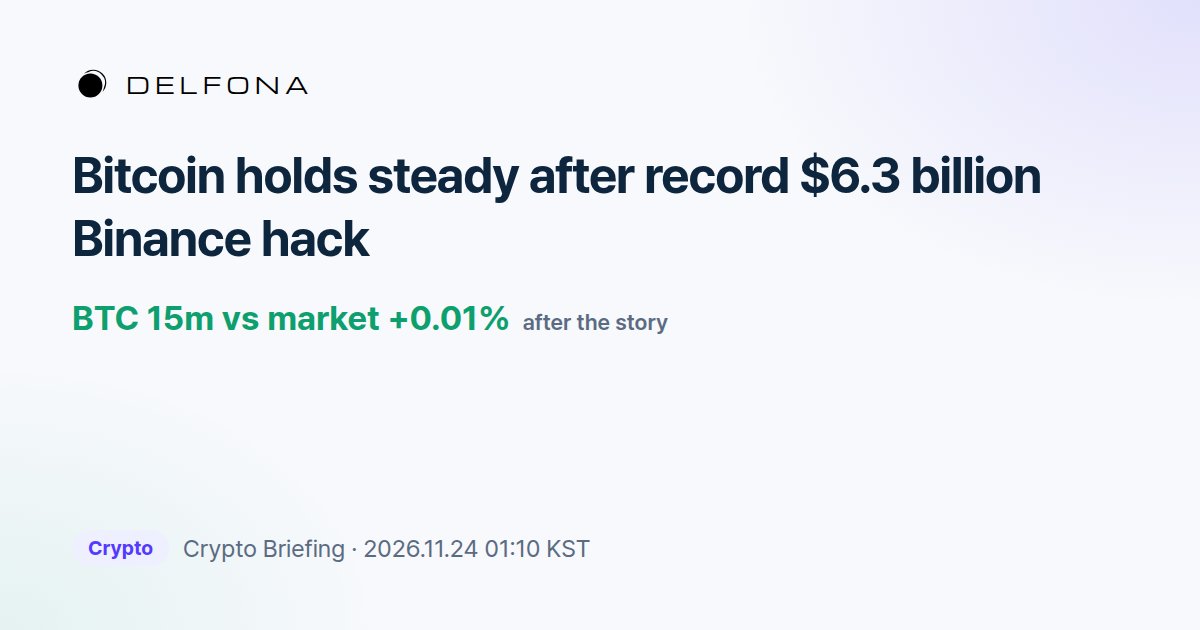 DELFONA
Bitcoin holds steady after record $6.3 billion
Binance hack
BTC 15m vs market +0.01% after the story
Crypto Crypto Briefing · 2026.11.24 01:10 KST